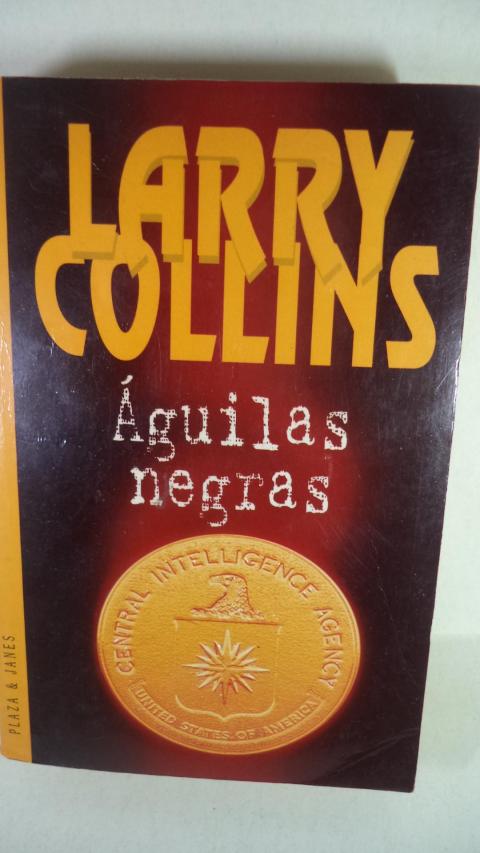 LARRY
COLLINS
Águilas
negras
CENTRAL INTELLIGENCE AGENCY
UNITED STATES OF AMERICA
PLAZA & JANES